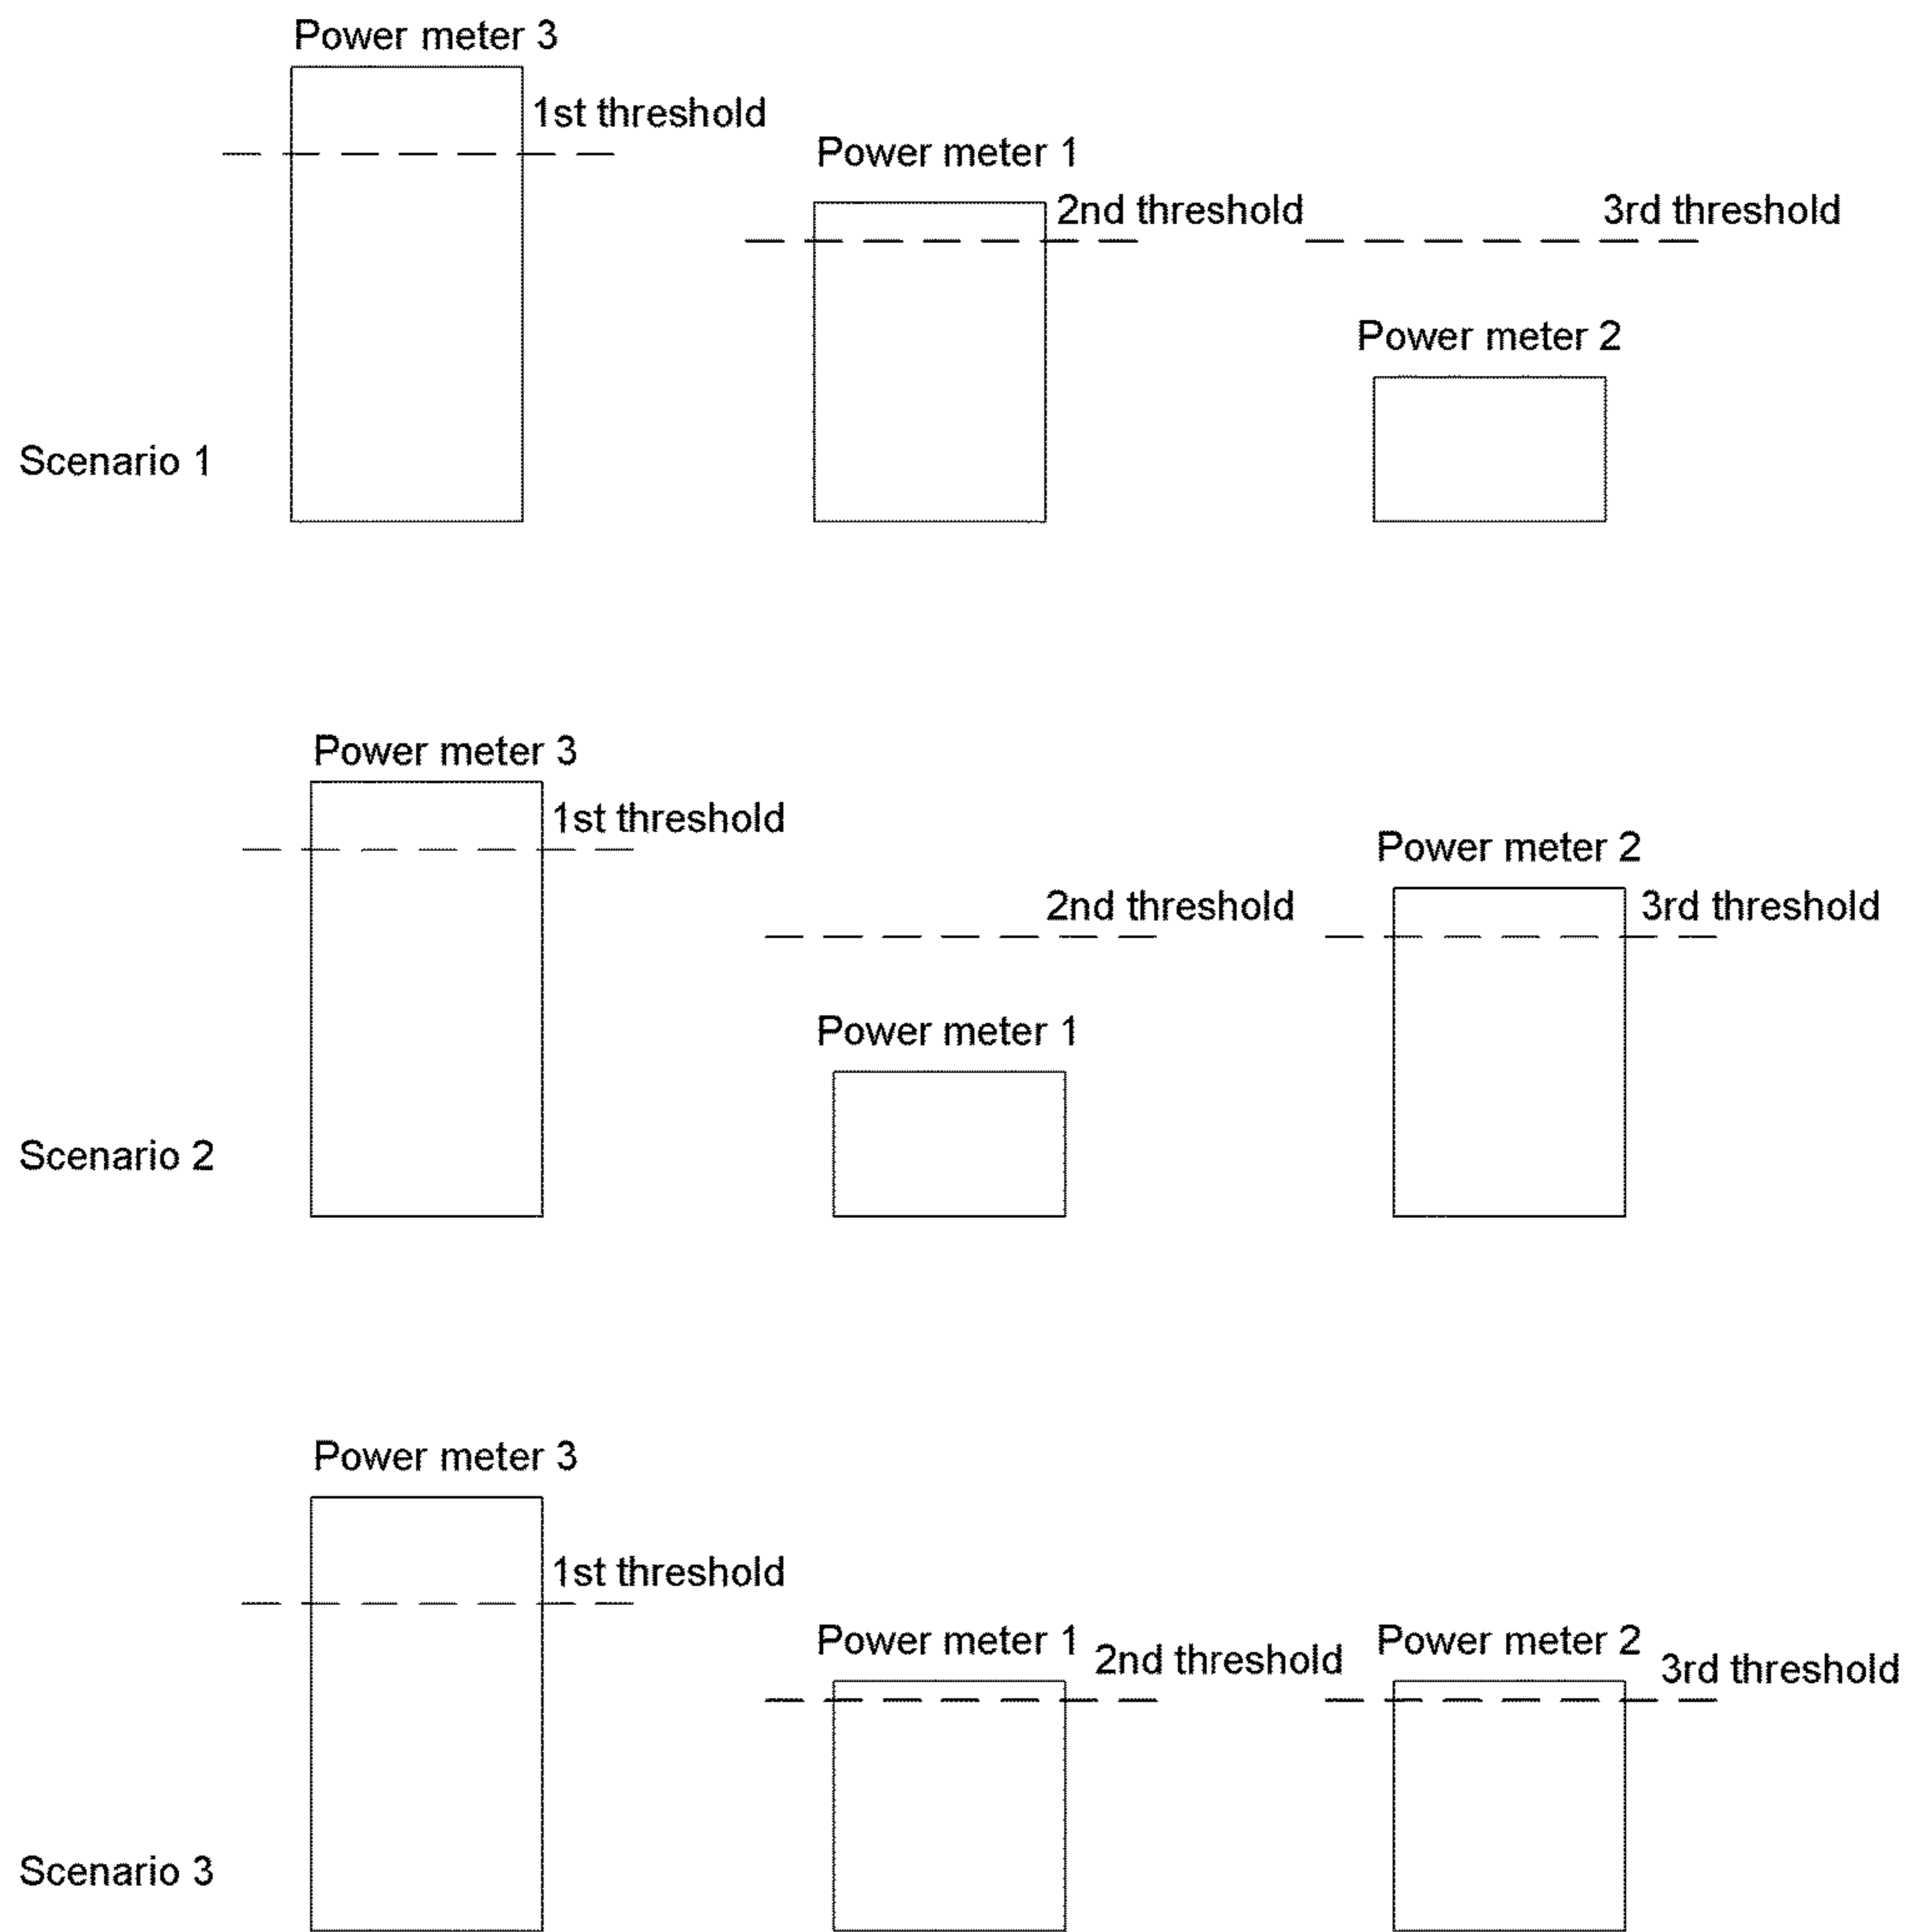 Power meter 3
1st threshold
Power meter 1
2nd threshold
3rd threshold
Power meter 2
Scenario 1
Power meter 3
1st threshold
Power meter 2
2nd threshold
3rd threshold
Power meter 1
Scenario 2
Power meter 3
1st threshold
Power meter 1
2nd threshold
Power meter 2
3rd threshold
Scenario 3